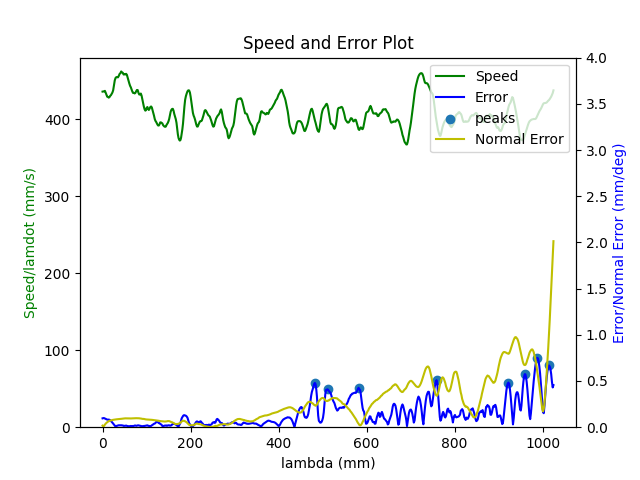 Speed and Error Plot
Speed
Error
peaks
Normal Error
Speed/lamdot (mm/s)
400
300
200
100
0
4.0
3.5
3.0
2.5
2.0
1.5
1.0
0.5
0.0
Error/Normal Error (mm/deg)
0 200 400 600 800 1000
lambda (mm)